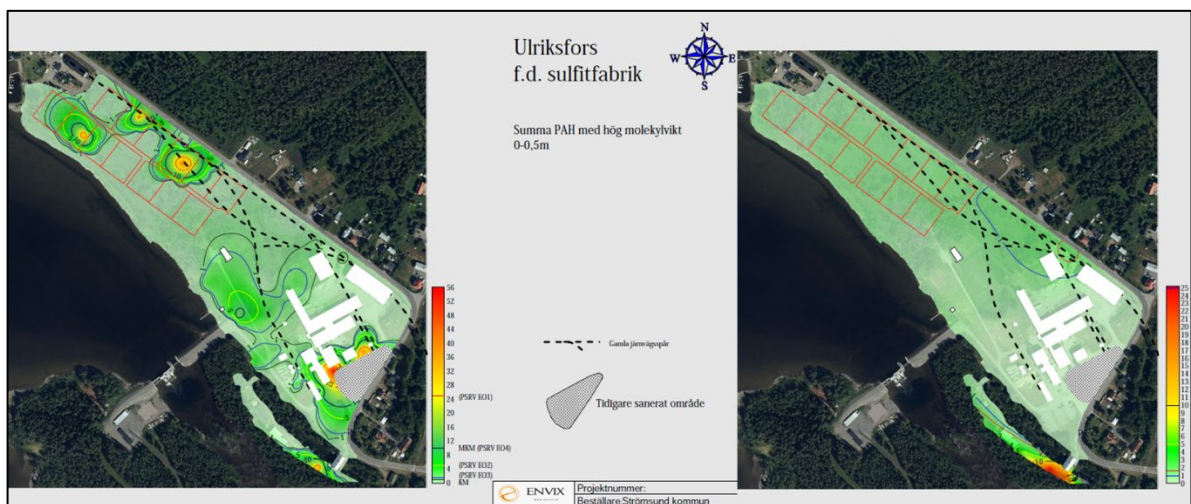 Ulriksfors
f.d. sulfitfabrik
N
W E
S
Summa PAH med hög molekylvikt
0-0,5m
Gamla järnvägsspår
Tidigare sanerat område
ENVIX
Projektnummer:
Beställare Strömsund kommun
56
52
48
44
40
36
32
28
24 (PSRV EO1)
20
16
12
MKM (PSRV EO4)
8
4 (PSRV EO2)
(PSRV EO3)
0 KM
25
24
23
22
21
20
19
18
17
16
15
14
13
12
11
10
9
8
7
6
5
4
3
2
1
0